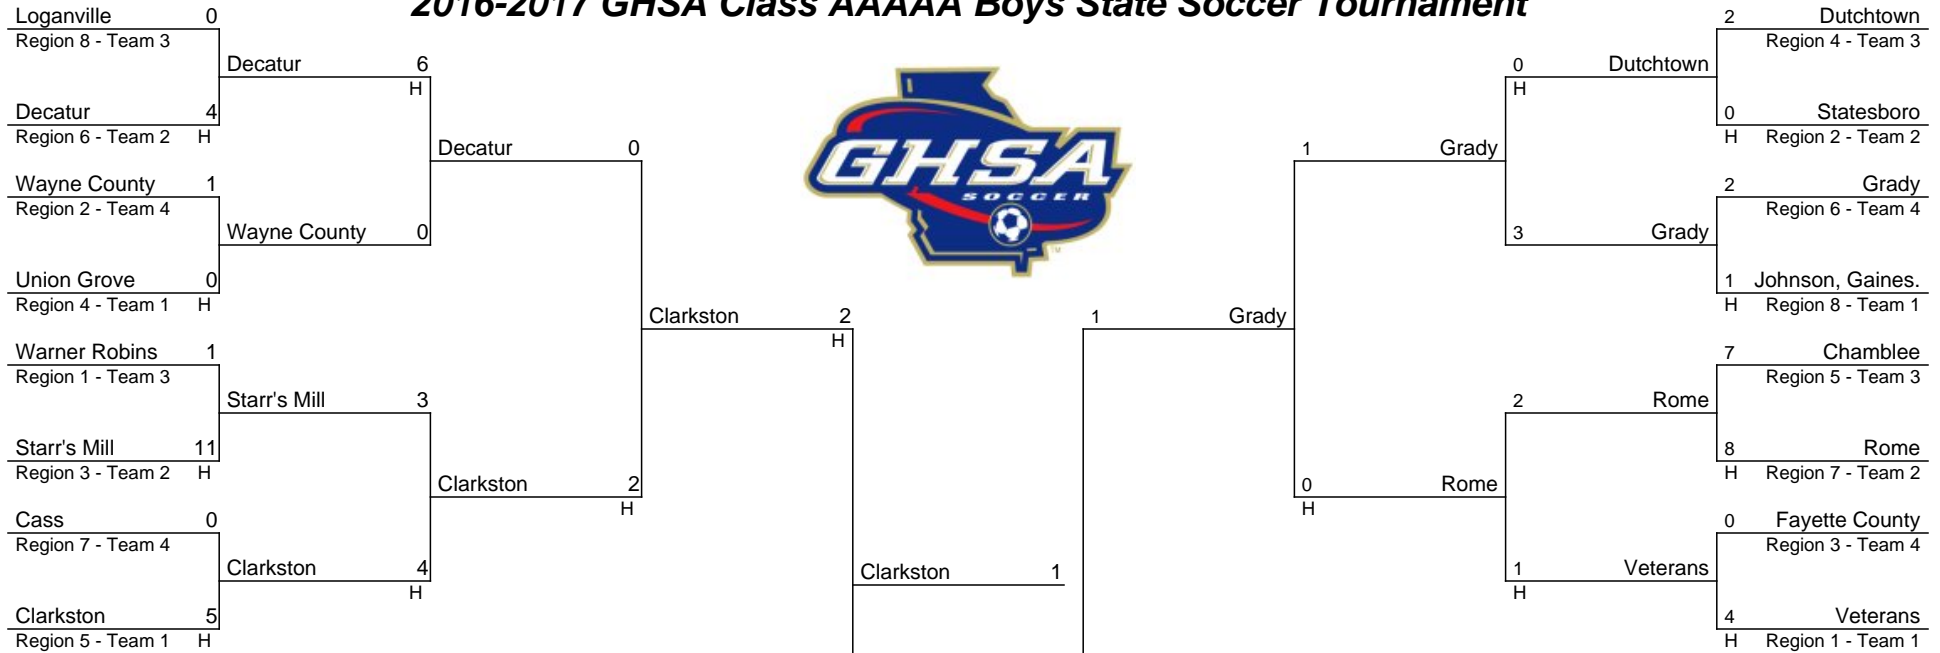 2016-2017 GHSA Class AAAAA Boys State Soccer Tournament
Loganville 0
Region 8 - Team 3
Decatur 6
H
Decatur 4
Region 6 - Team 2 H
Decatur 0
Wayne County 1
Region 2 - Team 4
Wayne County 0
Union Grove 0
Region 4 - Team 1 H
Clarkston 2
H
Warner Robins 1
Region 1 - Team 3
Starr's Mill 3
Starr's Mill 11
Region 3 - Team 2 H
Clarkston 2
H
Cass 0
Region 7 - Team 4
Clarkston 4
H
Clarkston 5
Region 5 - Team 1 H
Clarkston 1
GHSA
SOCCER
TM
2 Dutchtown
Region 4 - Team 3
0 Dutchtown
H
0 Statesboro
H Region 2 - Team 2
1 Grady
2 Grady
Region 6 - Team 4
3 Grady
1 Johnson, Gaines.
H Region 8 - Team 1
1 Grady
7 Chamblee
Region 5 - Team 3
2 Rome
8 Rome
H Region 7 - Team 2
0 Rome
H
0 Fayette County
Region 3 - Team 4
1 Veterans
H
4 Veterans
H Region 1 - Team 1